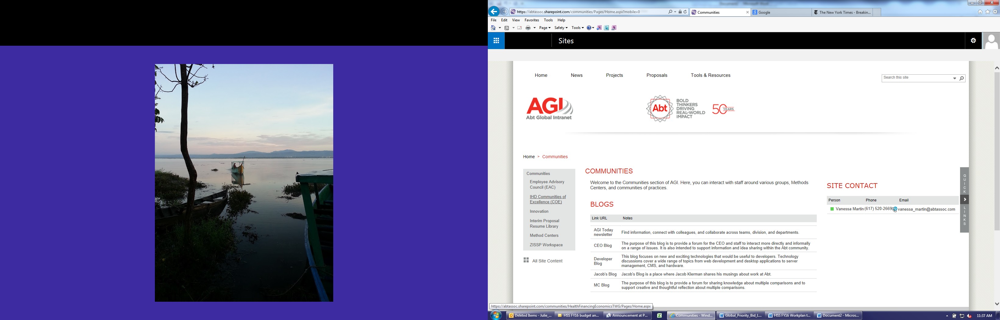 https://abtassoc.sharepoint.com/communities/Pages/Home.aspx?mobile=0
Communities
Google
The New York Times - Breakin...
File Edit View Favorites Tools Help
Page Safety Tools
Sites
Home News Projects Proposals Tools & Resources
Search this site
AGI
Abt Global Intranet
Abt
BOLD
THINKERS
DRIVING
REAL-WORLD
IMPACT
50 YEARS
Home > Communities
Communities
Employee Advisory
Council (EAC)
IHD Communities of
Excellence (COE)
Innovation
Interim Proposal
Resume Library
Method Centers
ZISSP Workspace
All Site Content
COMMUNITIES
Welcome to the Communities section of AGI. Here, you can interact with staff around various groups, Methods
Centers, and communities of practices.
BLOGS
Link URL Notes
AGI Today
newsletter
Find information, connect with colleagues, and collaborate across teams, division, and departments.
CEO Blog
The purpose of this blog is to provide a forum for the CEO and staff to interact more directly and informally
on a range of issues. It is also intended to support information and idea sharing within the Abt community.
Developer
Blog
This blog focuses on new and exciting technologies that would be useful to developers. Technology
discussions cover a wide range of topics from web development and desktop applications to server
management, CMS, and hardware.
Jacob's Blog
Jacob's Blog is a place where Jacob Klerman shares his musings about work at Abt.
MC Blog
The purpose of this blog is to provide a forum for sharing knowledge about multiple comparisons and to
support creative and thoughtful reflection about multiple comparisons.
SITE CONTACT
Person Phone Email
Vanessa Martin (617) 520-2669 vanessa_martin@abtassoc.com
QUICK
LINKS
https://abtassoc.sharepoint.com/communities/HealthFinancingEconomicsTWG/Pages/Home.aspx
Deleted Items - Julie_...
HSS FY16 budget an...
Announcement at P...
Communities - Wind...
Global_Priority_Bid_L...
HSS FY16 Workplan t...
Document2 - Micros...
11:37 AM